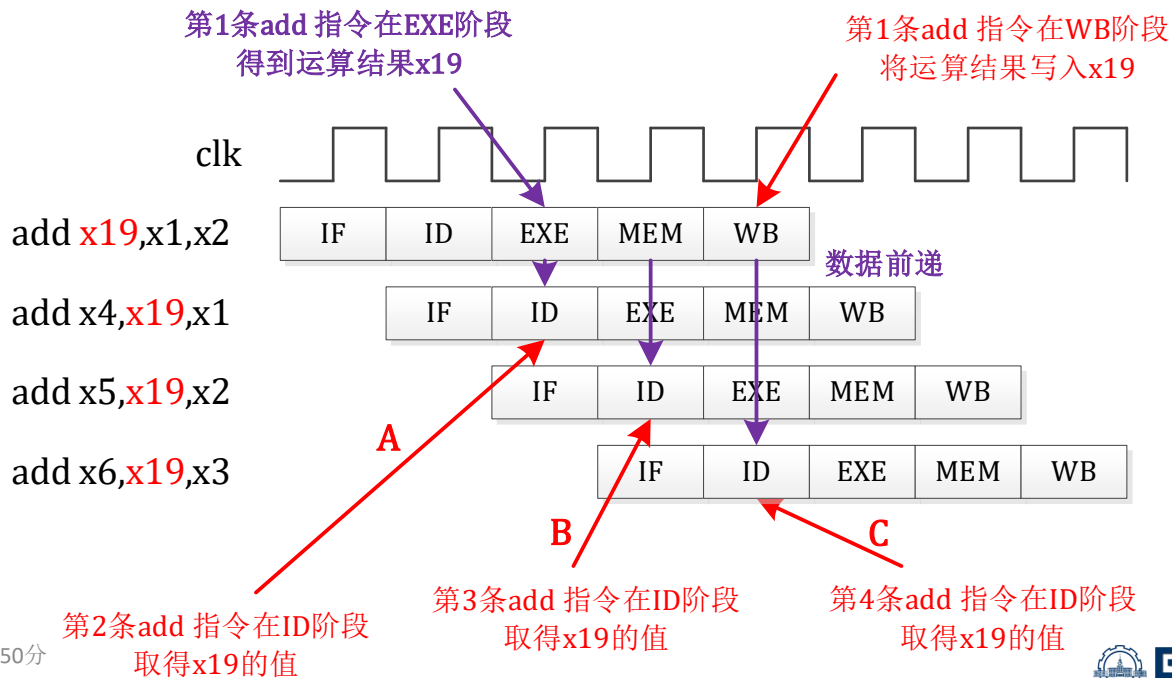 第1条add 指令在EXE阶段
得到运算结果x19
第1条add 指令在WB阶段
将运算结果写入x19
clk
add x19,x1,x2
IF ID EXE MEM WB
数据前递
add x4,x19,x1
IF ID EXE MEM WB
add x5,x19,x2
IF ID EXE MEM WB
A
add x6,x19,x3
IF ID EXE MEM WB
B
C
第2条add 指令在ID阶段
取得x19的值
第3条add 指令在ID阶段
取得x19的值
第4条add 指令在ID阶段
取得x19的值
50分